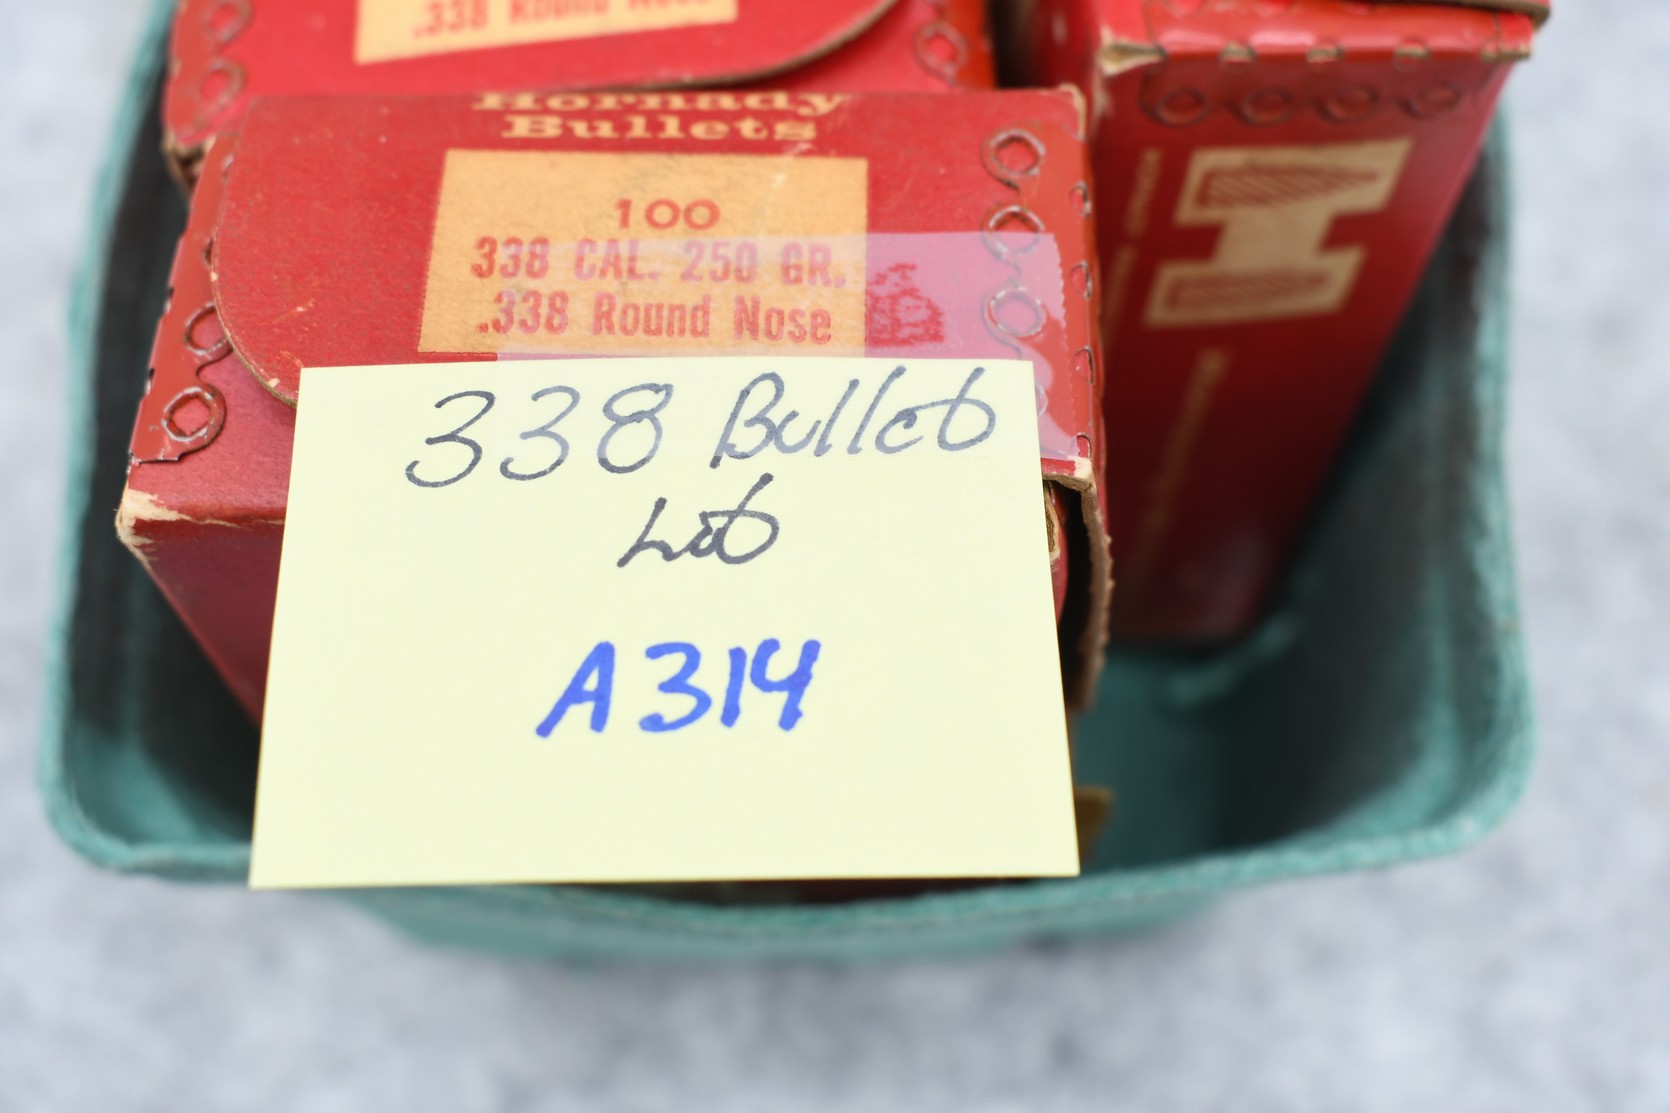 .338 Round Nose
Hornady
Bullets
100
338 CAL. 250 GR.
.338 Round Nose
338 Bullet
Lot
A314
H